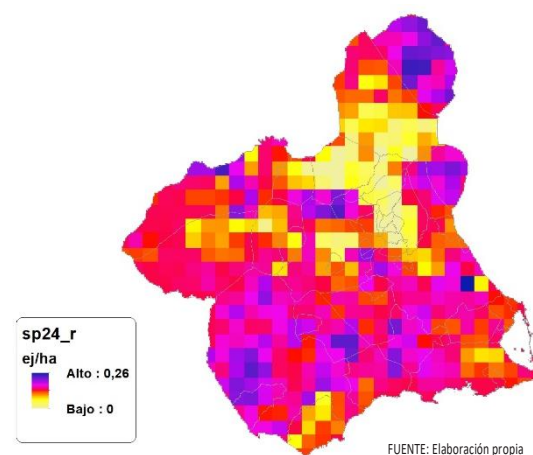 sp24_r
ej/ha
Alto : 0,26
Bajo : 0
FUENTE: Elaboración propia